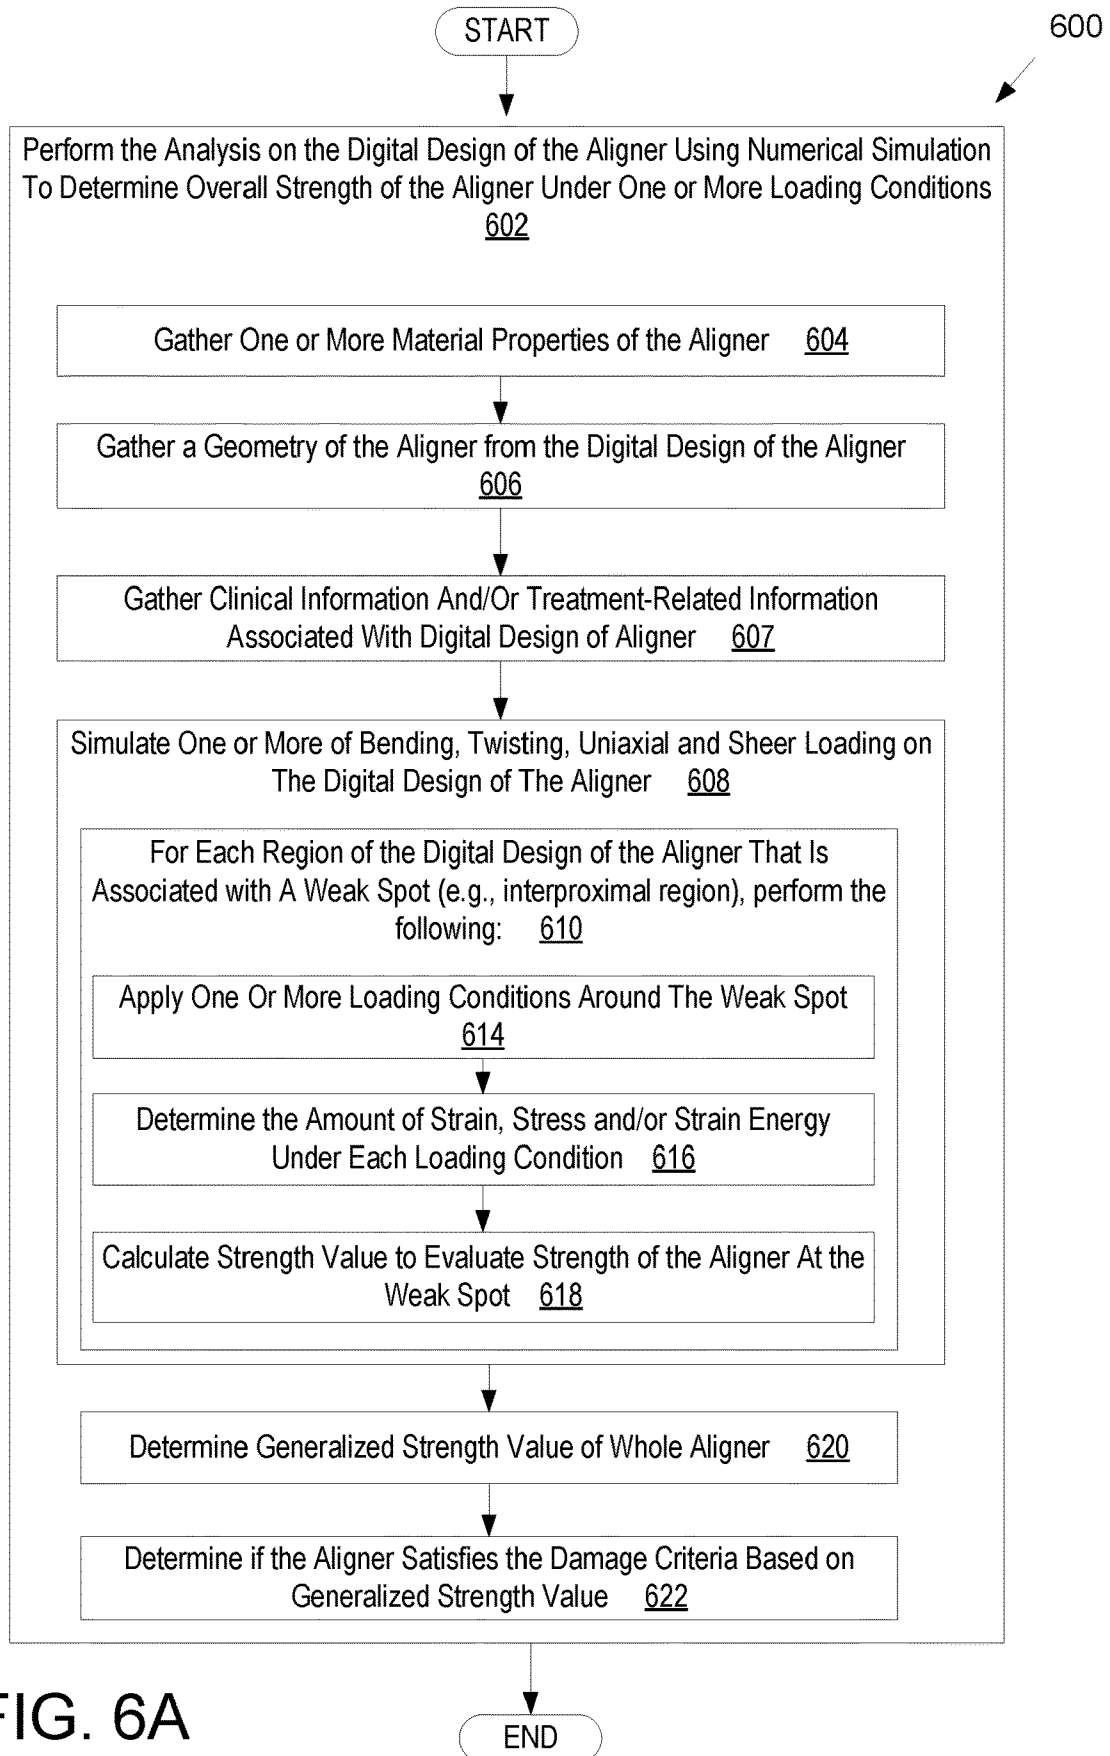 START
600
Perform the Analysis on the Digital Design of the Aligner Using Numerical Simulation
To Determine Overall Strength of the Aligner Under One or More Loading Conditions
602
Gather One or More Material Properties of the Aligner 604
Gather a Geometry of the Aligner from the Digital Design of the Aligner
606
Gather Clinical Information And/Or Treatment-Related Information
Associated With Digital Design of Aligner 607
Simulate One or More of Bending, Twisting, Uniaxial and Sheer Loading on
The Digital Design of The Aligner 608
For Each Region of the Digital Design of the Aligner That Is
Associated with A Weak Spot (e.g., interproximal region), perform the
following: 610
Apply One Or More Loading Conditions Around The Weak Spot
614
Determine the Amount of Strain, Stress and/or Strain Energy
Under Each Loading Condition 616
Calculate Strength Value to Evaluate Strength of the Aligner At the
Weak Spot 618
Determine Generalized Strength Value of Whole Aligner 620
Determine if the Aligner Satisfies the Damage Criteria Based on
Generalized Strength Value 622
FIG. 6A
END